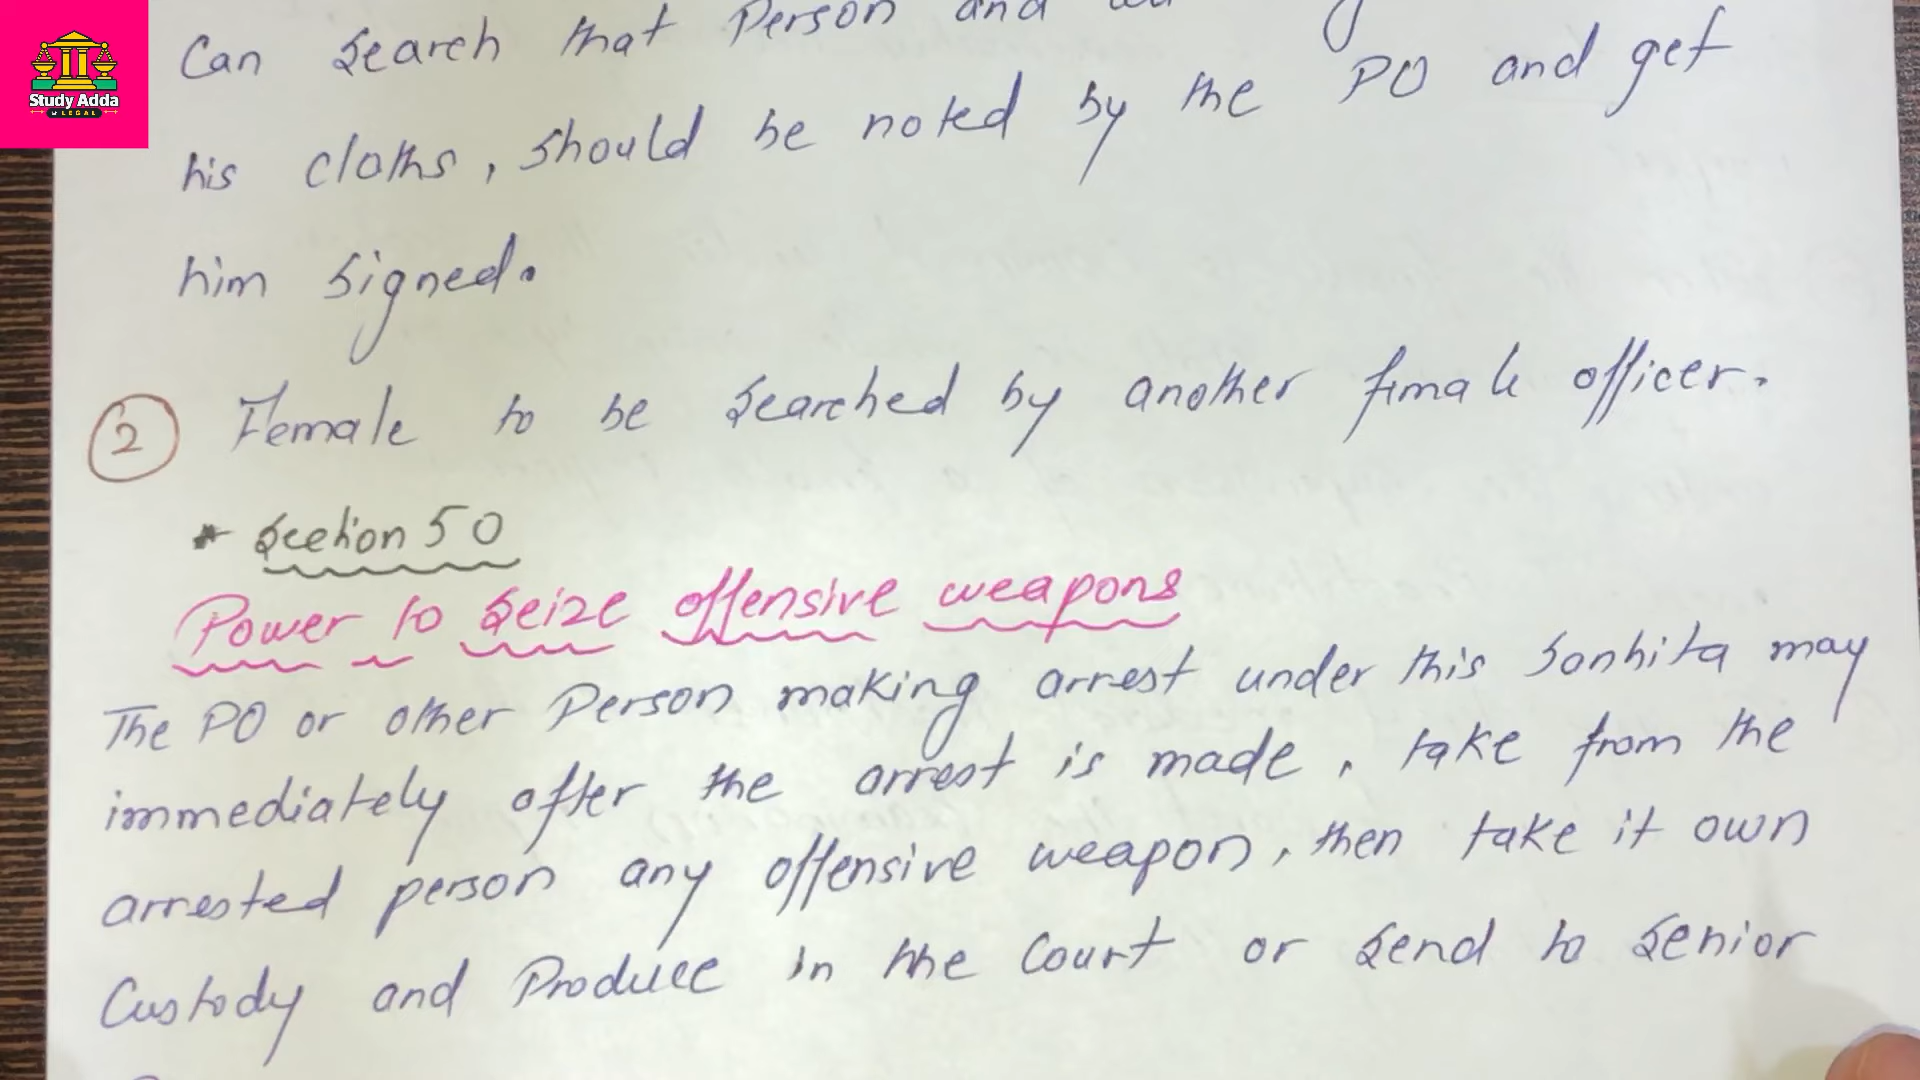 Study Adda
LEGAL
Can search that Person and
his cloths, should be noted by the PO and get
him signed.
2 Female to be searched by another female officer.
* Section 50
Power to seize offensive weapons
The PO or other Person making arrest under this Sanhita may
immediately after the arrest is made, take from the
arrested person any offensive weapon, then take it own
Custody and Produce in the Court or send to senior